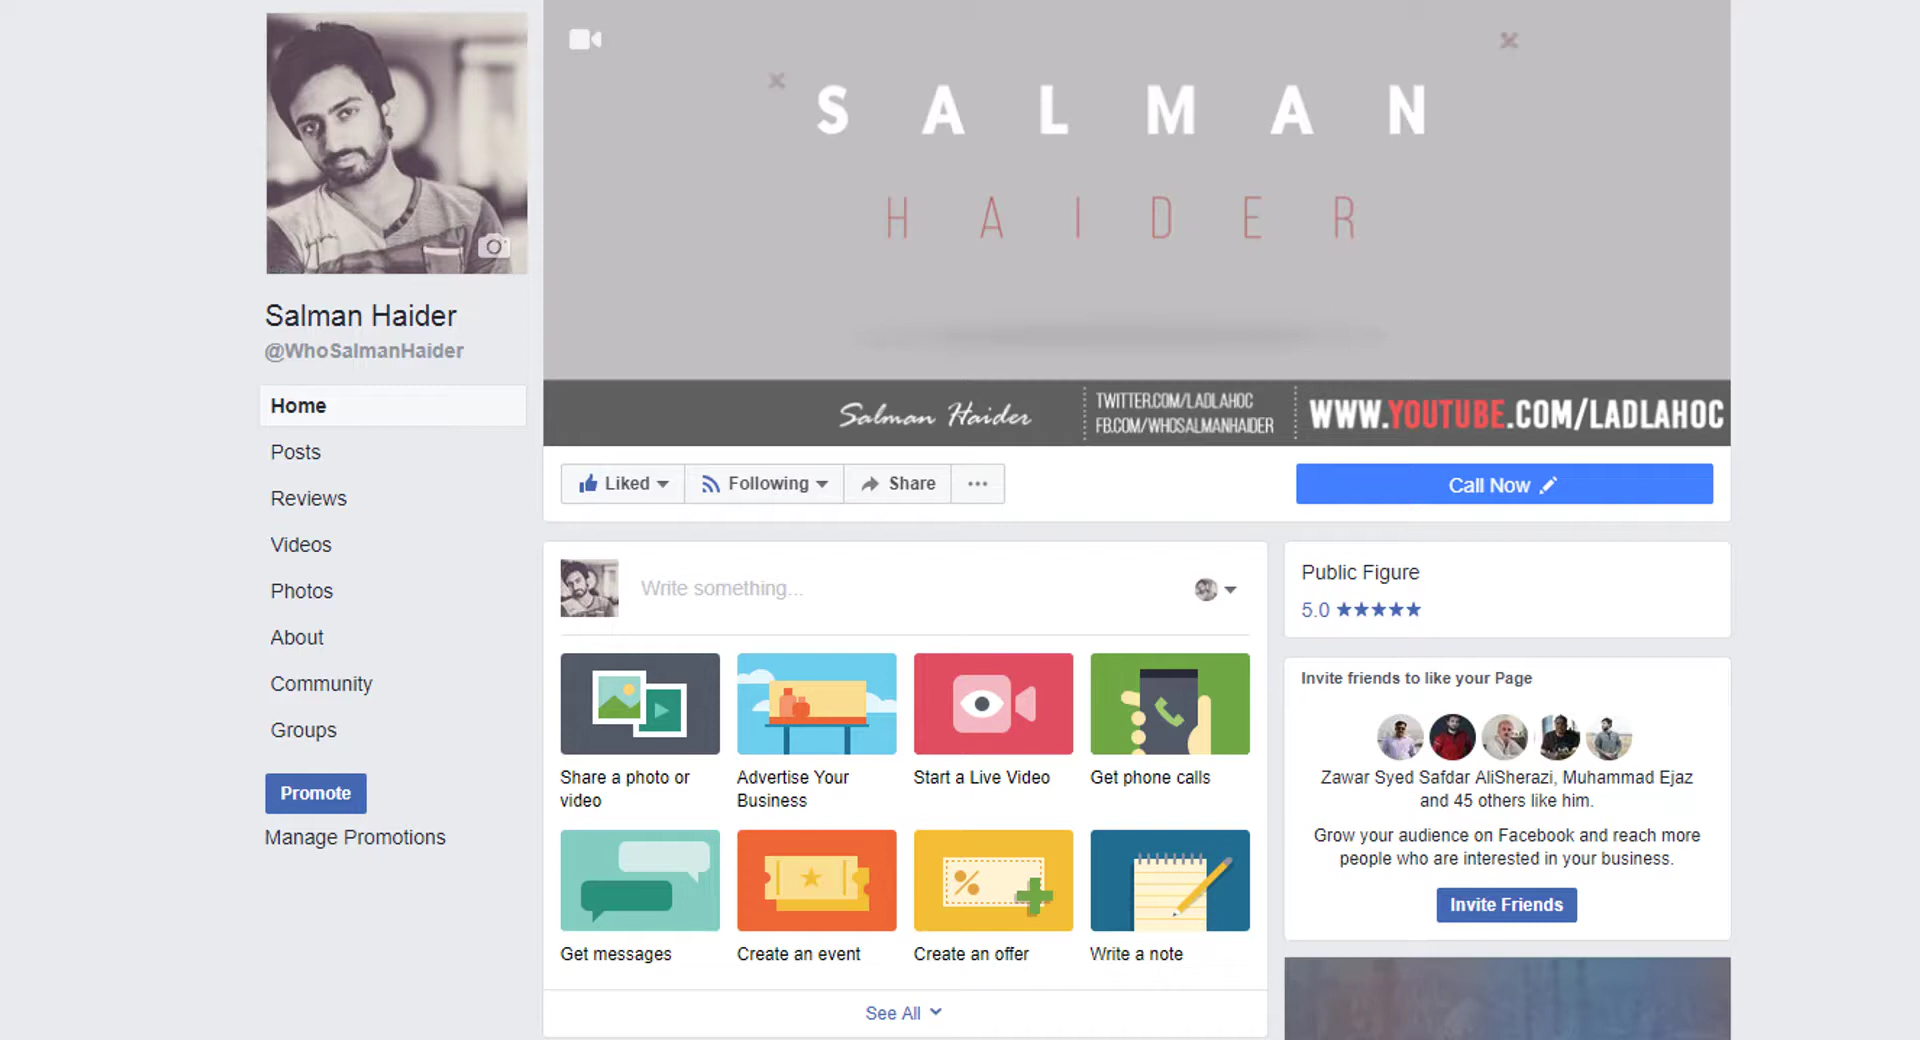 SALMAN
HAIDER
Salman Haider
TWITTER.COM/LADLAHOC
FB.COM/WHOSALMANHAIDER
WWW.YOUTUBE.COM/LADLAHOC
Salman Haider
@WhoSalmanHaider
Home
Posts
Reviews
Videos
Photos
About
Community
Groups
Promote
Manage Promotions
Liked
Following
Share
Call Now
Write something...
Share a photo or
video
Advertise Your
Business
Start a Live Video
Get phone calls
Get messages
Create an event
Create an offer
Write a note
See All
Public Figure
5.0 ★★★★★
Invite friends to like your Page
Zawar Syed Safdar AliSherazi, Muhammad Ejaz
and 45 others like him.
Grow your audience on Facebook and reach more
people who are interested in your business.
Invite Friends